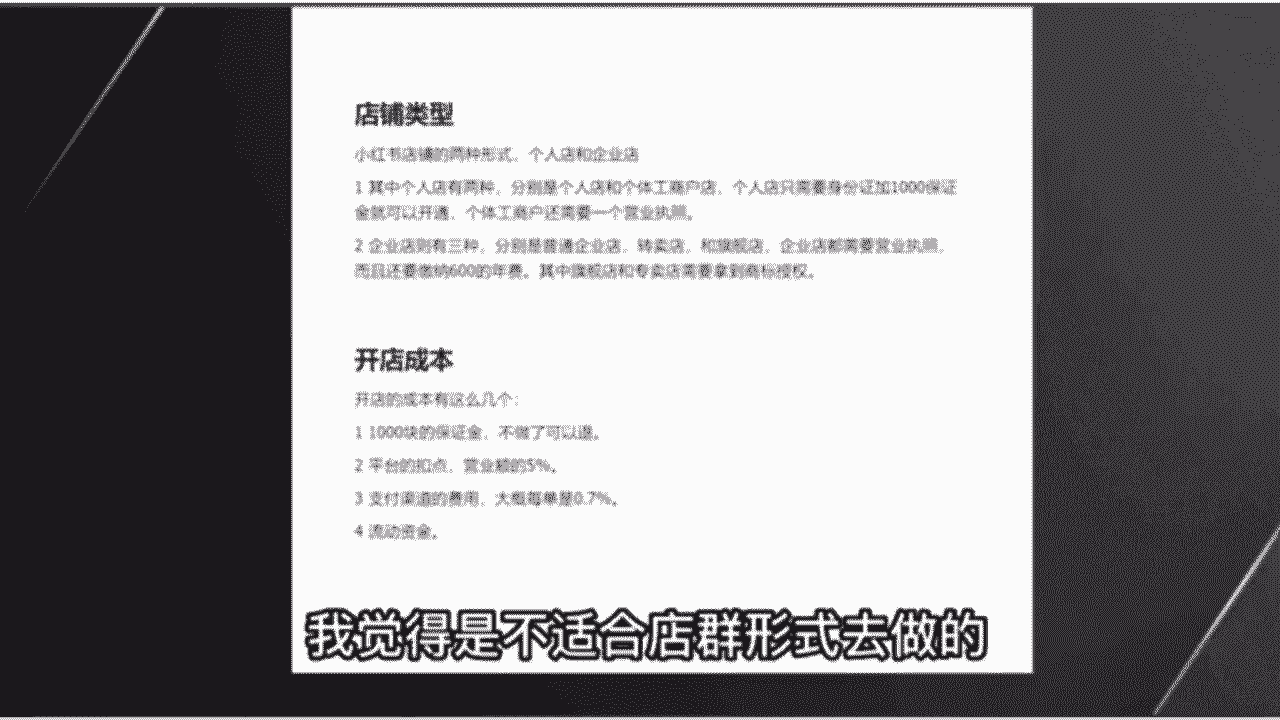 店铺类型
小红书店铺的两种形式，个人店和企业店
1 其中个人店有两种，分别是个人店和个体工商户店，个人店只需要身份证加1000保证
金就可以开通，个体工商户还需要一个营业执照。
2 企业店则有三种，分别是普通企业店，转卖店，和旗舰店，企业店都需要营业执照，
而且还要缴纳600的年费。其中旗舰店和专卖店需要拿到商标授权。
开店成本
开店的成本有这么几个：
1 1000块的保证金，不做了可以退。
2 平台的扣点，营业额的5%。
3 支付渠道的费用，大概每单是0.7%。
4 流动资金。
我觉得是不适合店群形式去做的